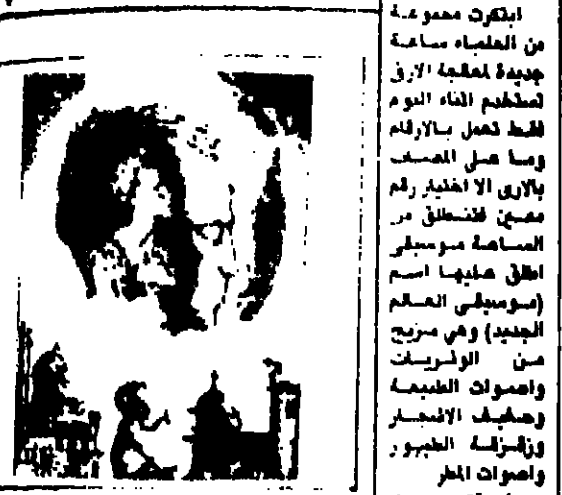 ابتكرت مجموعة
من العلماء ساعة
جديدة لمعالجة الارق
تستخدم اثناء النوم
فقط تعمل بالارقام
وما على المصاب
بالارق الا اختيار رقم
معين فتنطلق من
الساعة موسيقى
اطلق عليها اسم
(موسيقى العالم
الجديد) وهي مزيج
من الوتريات
واصوات الطبيعة
وحفيف الاشجار
وزقزقة الطيور
واصوات المطر